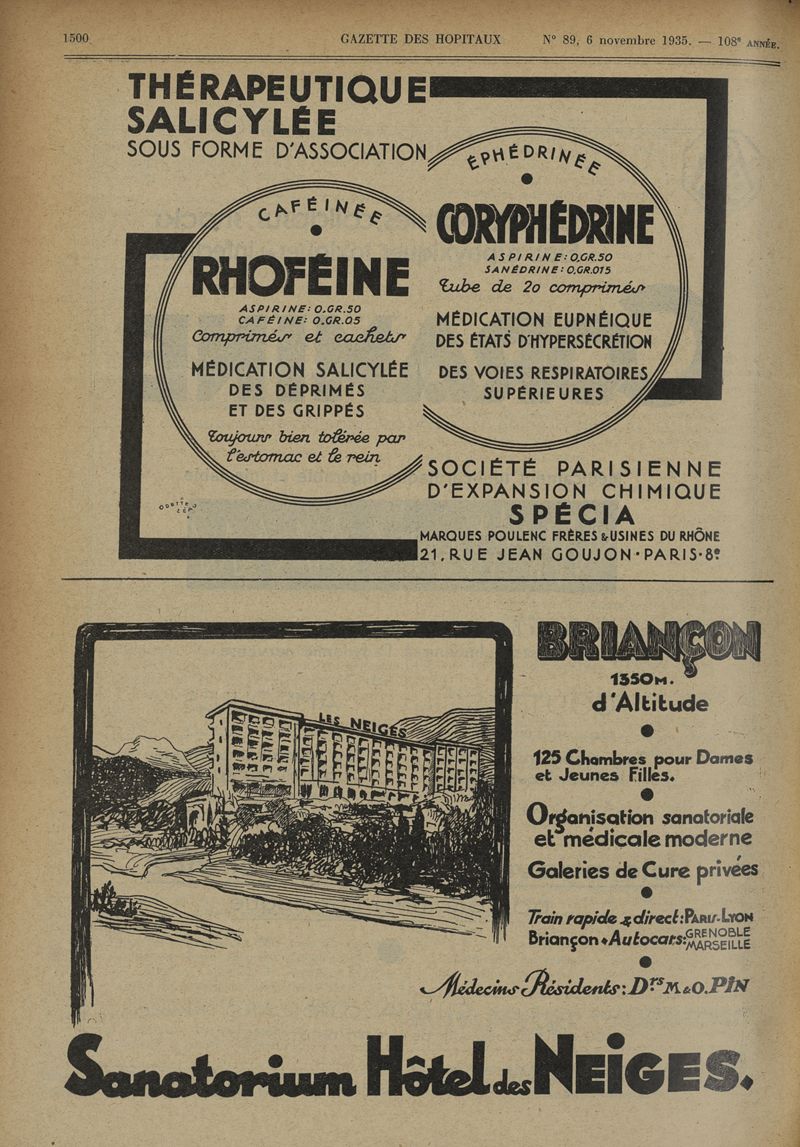 1500
GAZETTE DES HOPITAUX
N° 89, 6 novembre 1935. — 108e ANNÉE.
THÉRAPEUTIQUE
SALICYLÉE
SOUS FORME D'ASSOCIATION
CAFÉINÉE
RHOFÉINE
ASPIRINE: 0.GR.50
CAFÉINE: 0.GR.05
Comprimés et cachets
MÉDICATION SALICYLÉE
DES DÉPRIMÉS
ET DES GRIPPÉS
Toujours bien tolérée par
l'estomac et le rein
ÉPHÉDRINÉE
CORYPHÉDRINE
ASPIRINE: 0.GR.50
SANÉDRINE: 0.GR.015
Tube de 20 comprimés
MÉDICATION EUPNÉIQUE
DES ÉTATS D'HYPERSÉCRÉTION
DES VOIES RESPIRATOIRES
SUPÉRIEURES
SOCIÉTÉ PARISIENNE
D'EXPANSION CHIMIQUE
SPÉCIA
MARQUES POULENC FRÈRES & USINES DU RHÔNE
21, RUE JEAN GOUJON · PARIS · 8e
LES NEIGES
BRIANÇON
1350 M.
d'Altitude
125 Chambres pour Dames
et Jeunes Filles.
Organisation sanatoriale
et médicale moderne
Galeries de Cure privées
Train rapide & direct: PARIS-LYON
Briançon • Autocars: GRENOBLE
MARSEILLE
Médecins Résidents: Drs M. & O. PIN
Sanatorium Hôtel des NEIGES.